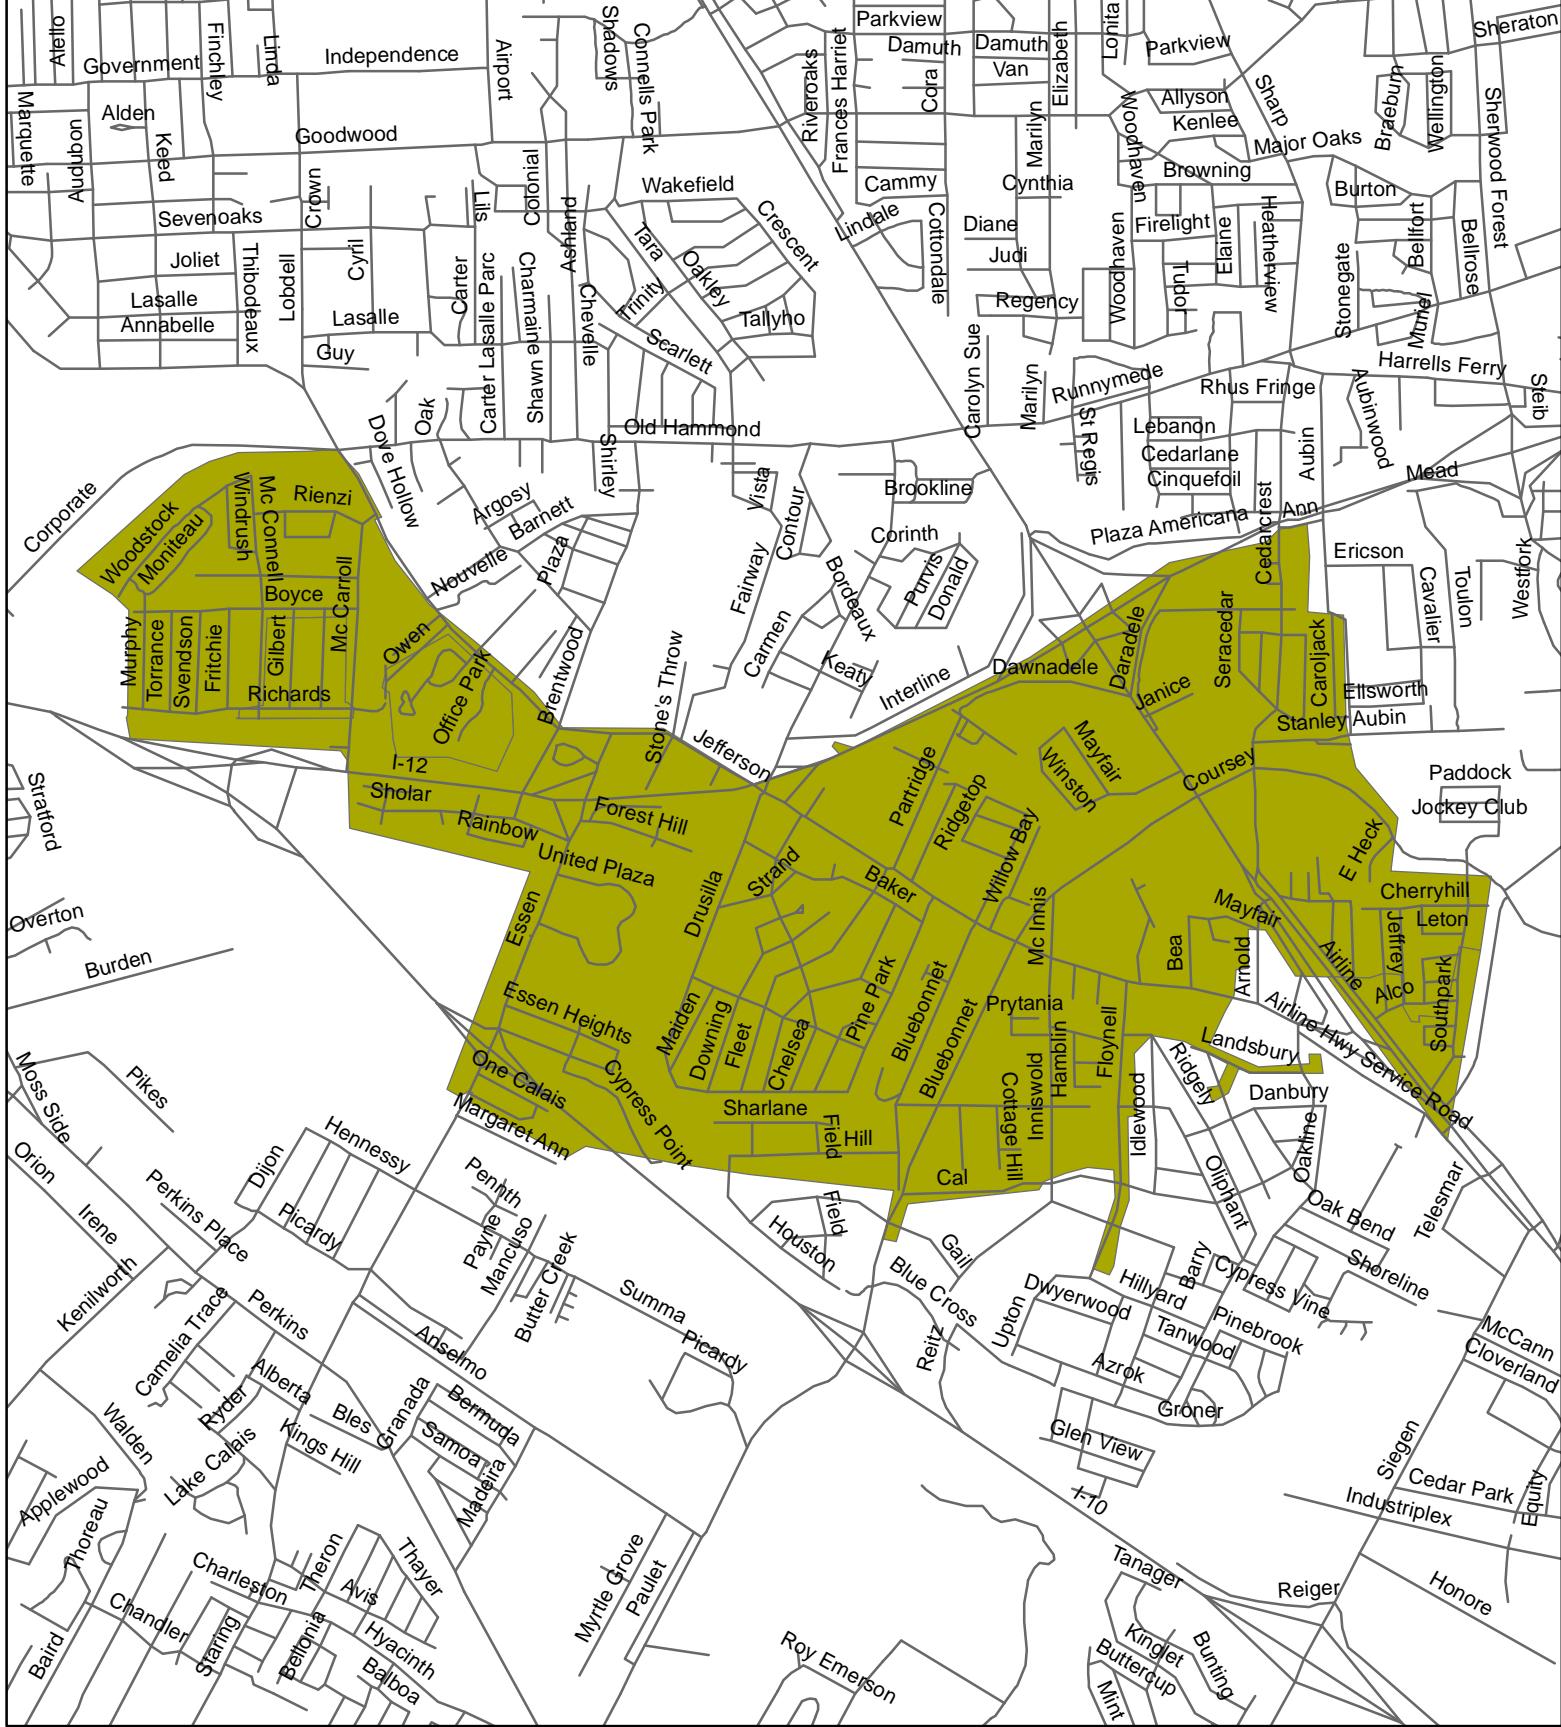 Aiello
Government
Finchley
Linda
Independence
Airport
Shadows
Connells Park
Riveroaks
Frances Harriet
Parkview
Damuth
Damuth
Van
Cora
Elizabeth
Lonita
Parkview
Sharp
Sheraton
Marquette
Audubon
Alden
Keed
Goodwood
Marilyn
Woodhaven
Allyson
Kenlee
Major Oaks
Braeburn
Wellington
Sherwood Forest
Sevenoaks
Crown
Lils
Colonial
Ashland
Wakefield
Crescent
Cammy
Lindale
Cottondale
Cynthia
Diane
Judi
Browning
Firelight
Elaine
Heatherview
Burton
Bellfort
Bellrose
Joliet
Thibodeaux
Lobdell
Cyril
Lasalle
Annabelle
Lasalle
Guy
Carter
Carter Lasalle Parc
Charmaine
Shawn
Chevelle
Tara
Trinity
Oakley
Tallyho
Scarlett
Regency
Woodhaven
Tuplor
Stonegate
Muriel
Harrells Ferry
Steib
Carolyn Sue
Marilyn
Runnymede
Rhus Fringe
Aubinwood
Corporate
Dove Hollow
Oak
Shirley
Old Hammond
St Regis
Lebanon
Cedarlane
Cinquefoil
Aubin
Mead
Woodstock
Moniteau
Windrush
Mc Connell
Rienzi
Argosy
Barnett
Nouvelle
Plaza
Vista
Contour
Brookline
Corinth
Purvis
Donald
Plaza Americana
Cedarcrest
Ann
Ericson
Cavalier
Toulon
Westfork
Boyce
Mc Carroll
Murphy
Torrance
Svendson
Fritchie
Gilbert
Richards
Owen
Office Park
Brentwood
Fairway
Bordeaux
Carmen
Keaty
Interline
Stone's Throw
Jefferson
Dawnadele
Daradele
Janice
Seracedar
Caroljack
Ellsworth
Stanley Aubin
I-12
Sholar
Rainbow
Forest Hill
United Plaza
Partridge
Ridgetop
Mayfair
Winston
Coursey
Paddock
Jockey Club
Stratford
Overton
Burden
Essen
Drusilla
Strand
Baker
Willow Bay
Mc Innis
Mayfair
E Heck
Cherryhill
Leton
Jeffrey
Bea
Arnold
Airline
Alco
Southpark
Essen Heights
Maiden
Downing
Fleet
Chelsea
Pine Park
Bluebonnet
Bluebonnet
Prytania
Hamblin
Floynell
Airline Hwy Service Road
Landsbury
Moss Side
Pikes
One Calais
Cypress Point
Margaret Ann
Sharlane
Field
Hill
Cottage Hill
Inniswold
Idlewood
Ridgely
Danbury
Oakline
Orion
Irene
Kenilworth
Perkins Place
Dijon
Hennessy
Picardy
Pennth
Payne
Mancuso
Butter Creek
Summa
Picardy
Houston
Field
Cal
Gail
Blue Cross
Reitz
Upton
Dwyerwood
Hillyard
Barry
Oliphant
Oak Bend
Telesmar
Shoreline
Cypress Vine
Pinebrook
Tanwood
Azrok
Groner
McCann
Cloverland
Camelia Trace
Perkins
Anselmo
Alberta
Ryder
Bles
Granada
Bermuda
Samoa
Madeira
Kings Hill
Lake Calais
Walden
Applewood
Thoreau
Glen View
I-10
Siegen
Cedar Park
Industriplex
Equity
Charleston
Theron
Avis
Thayer
Myrtle Grove
Paulet
Chandler
Staring
Bellonia
Hyacinth
Balboa
Baird
Roy Emerson
Tanager
Reiger
Honore
Kinglet
Buttercup
Bunting
Mint